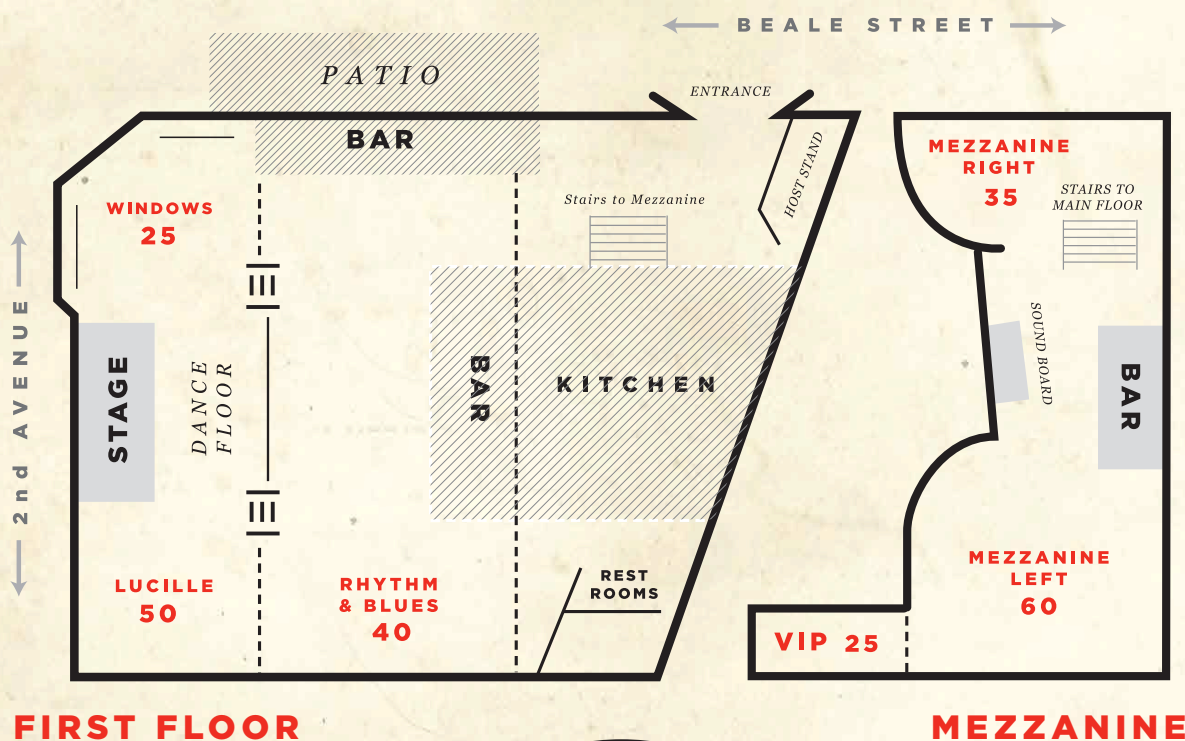 BEALE STREET
PATIO
ENTRANCE
BAR
HOST STAND
WINDOWS
25
Stairs to Mezzanine
2nd AVENUE
STAGE
DANCE
FLOOR
BAR
KITCHEN
LUCILLE
50
RHYTHM
& BLUES
40
REST
ROOMS
FIRST FLOOR
MEZZANINE
RIGHT
35
STAIRS TO
MAIN FLOOR
SOUND BOARD
BAR
MEZZANINE
LEFT
60
VIP 25
MEZZANINE